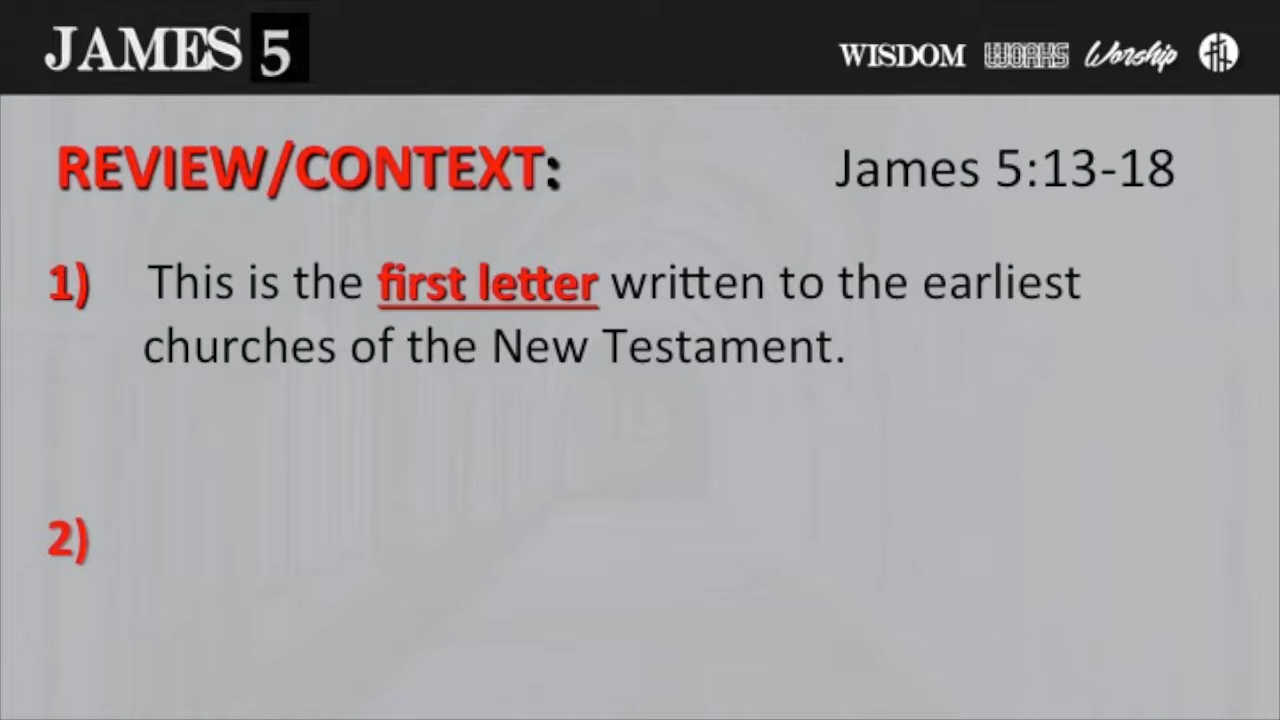 JAMES 5
WISDOM WORKS Worship
REVIEW/CONTEXT: James 5:13-18
1) This is the first letter written to the earliest
churches of the New Testament.
2)